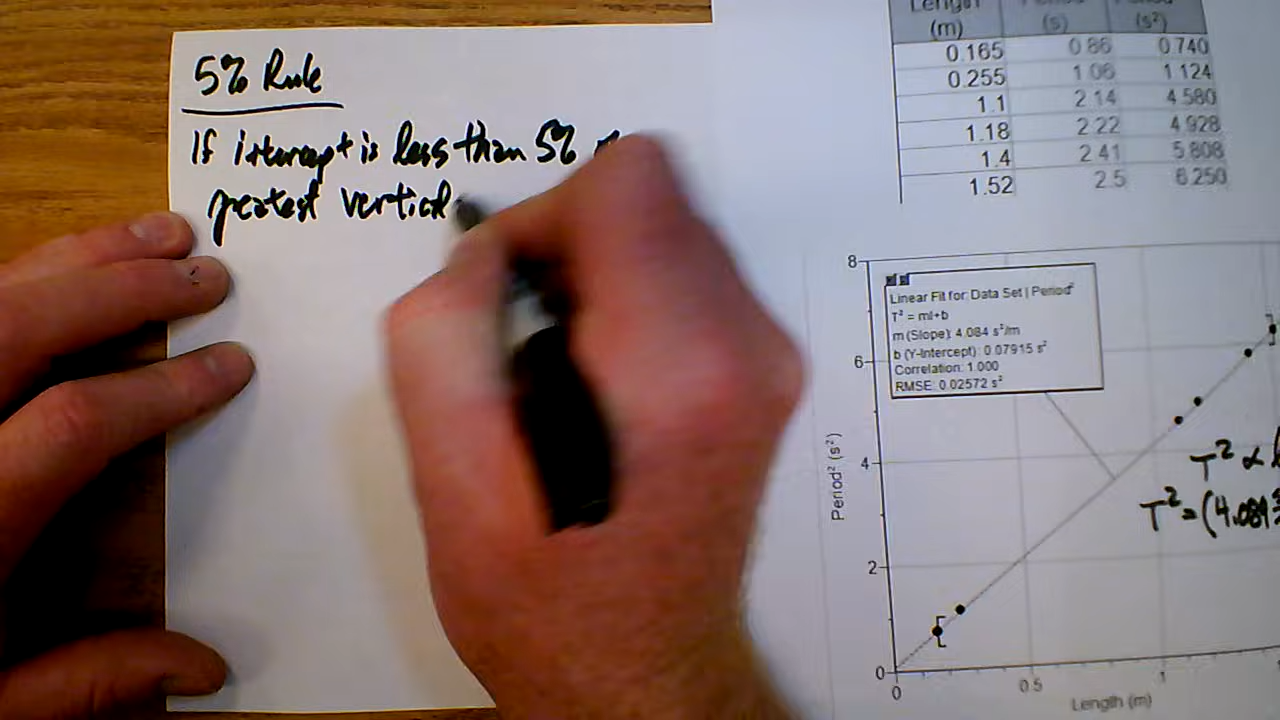 5% Rule
If intercept is less than 5%
greatest vertical
Length
(m)
Period
(s)
(s²)
0.165 0.86 0.740
0.255 1.06 1.124
1.1 2.14 4.580
1.18 2.22 4.928
1.4 2.41 5.808
1.52 2.5 6.250
8
6
4
2
0
Linear Fit for: Data Set | Period²
T² = ml+b
m (Slope): 4.084 s²/m
b (Y-Intercept): 0.07915 s²
Correlation: 1.000
RMSE: 0.02572 s²
Period² (s²)
T² ∝
T² = (4.084
0 0.5 1
Length (m)